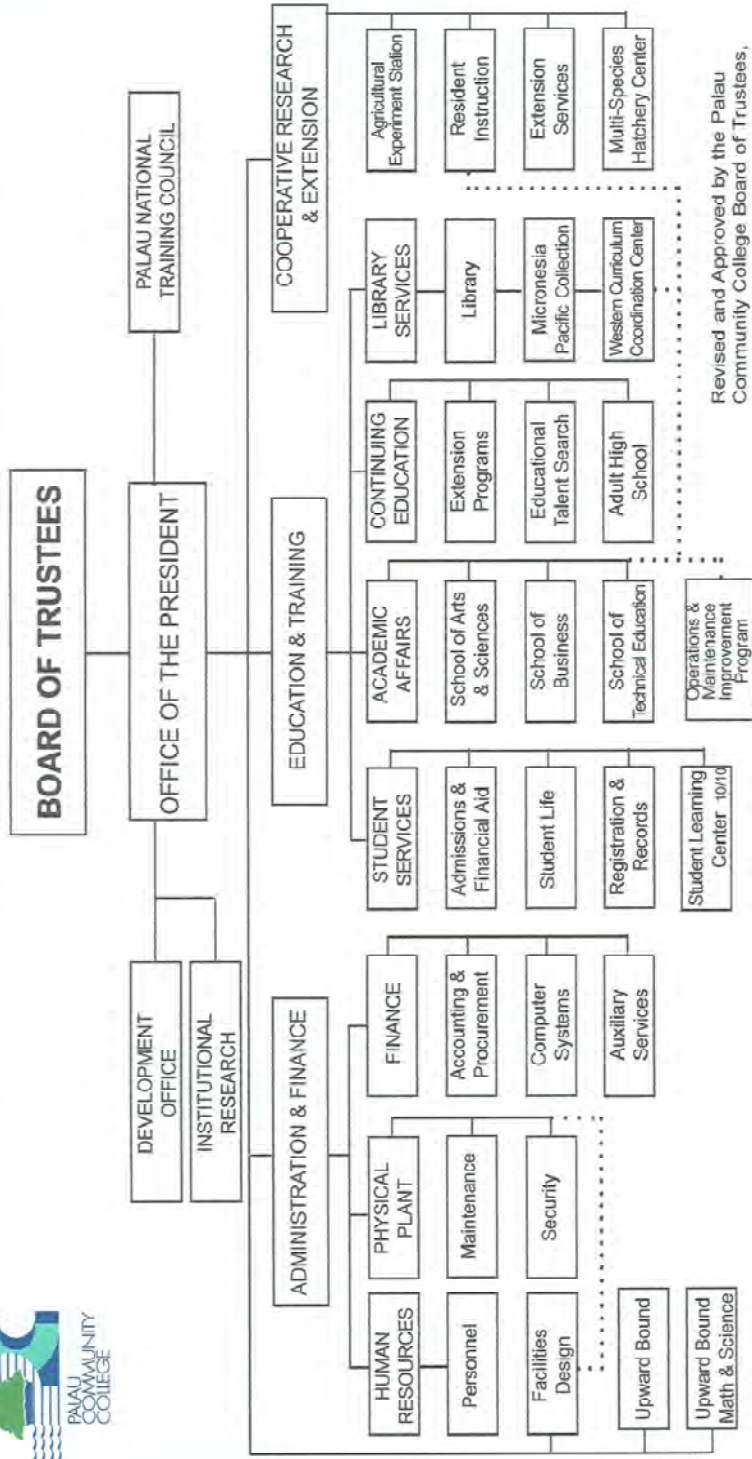 PALAU
COMMUNITY
COLLEGE
BOARD OF TRUSTEES
OFFICE OF THE PRESIDENT
DEVELOPMENT
OFFICE
INSTITUTIONAL
RESEARCH
PALAU NATIONAL
TRAINING COUNCIL
ADMINISTRATION & FINANCE
EDUCATION & TRAINING
COOPERATIVE RESEARCH
& EXTENSION
HUMAN
RESOURCES
Personnel
Facilities
Design
Upward Bound
Upward Bound
Math & Science
PHYSICAL
PLANT
Maintenance
Security
FINANCE
Accounting &
Procurement
Computer
Systems
Auxiliary
Services
STUDENT
SERVICES
Admissions &
Financial Aid
Student Life
Registration &
Records
Student Learning
Center 10/10
ACADEMIC
AFFAIRS
School of Arts
& Sciences
School of
Business
School of
Technical Education
Operations &
Maintenance
Improvement
Program
CONTINUING
EDUCATION
Extension
Programs
Educational
Talent Search
Adult High
School
LIBRARY
SERVICES
Library
Micronesia
Pacific Collection
Western Curriculum
Coordination Center
Agricultural
Experiment Station
Resident
Instruction
Extension
Services
Multi-Species
Hatchery Center
Revised and Approved by the Palau
Community College Board of Trustees,